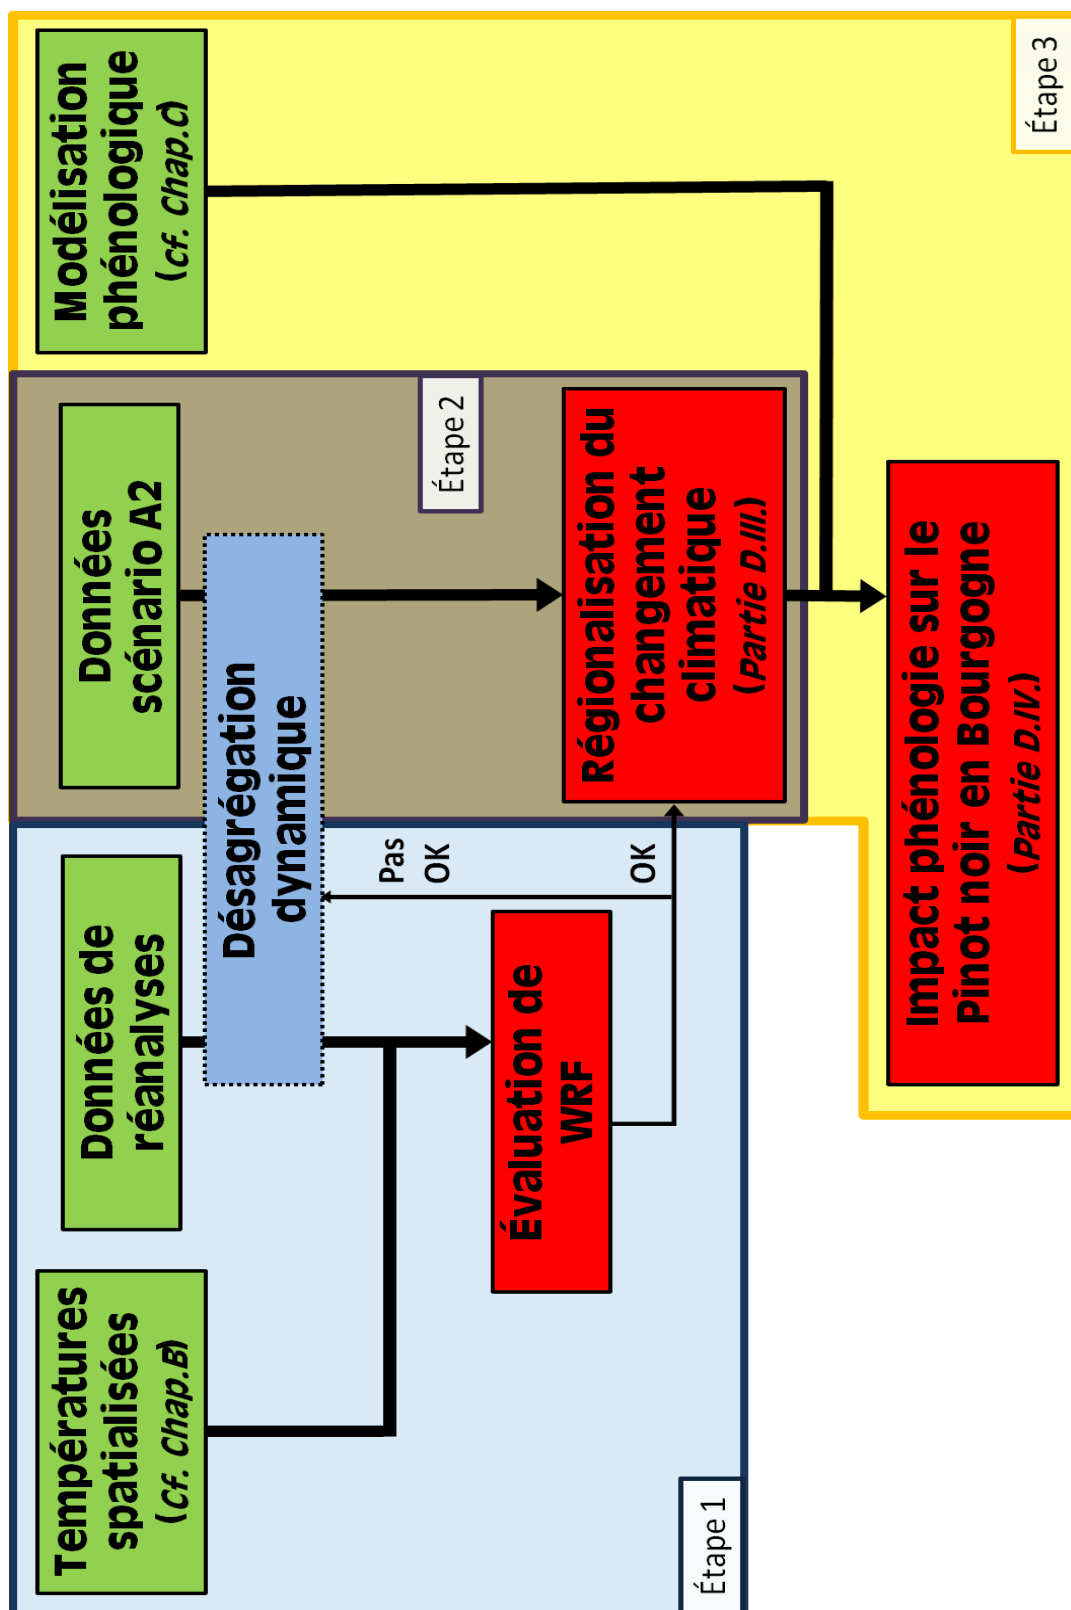 Températures
spatialisées
(Cf. Chap.B)
Données de
réanalyses
Données
scénario A2
Modélisation
phénologique
(cf. Chap.C)
Désagrégation
dynamique
Pas
OK
OK
Étape 2
Évaluation de
WRF
Régionalisation du
changement
climatique
(Partie D.III.)
Étape 1
Impact phénologie sur le
Pinot noir en Bourgogne
(Partie D.IV.)
Étape 3